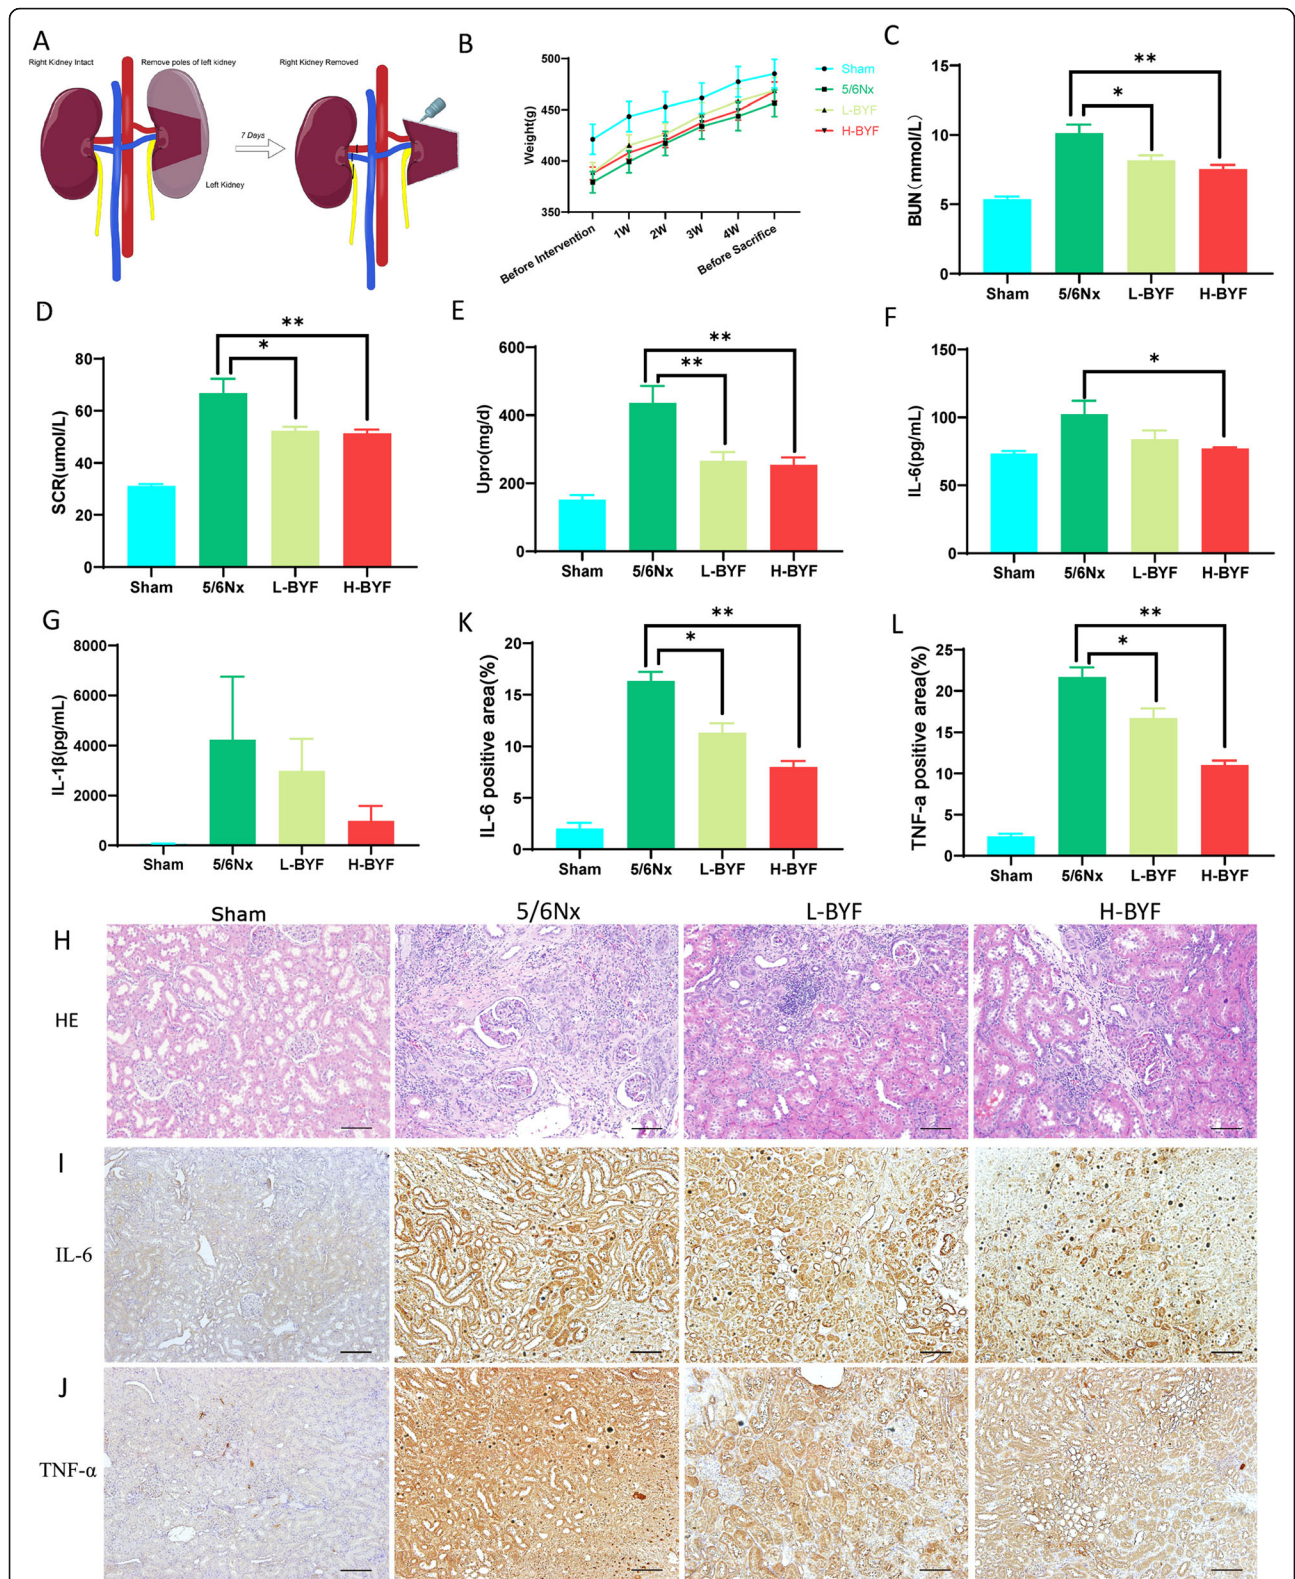 A
Right Kidney Intact
Remove poles of left kidney
Right Kidney Removed
7 Days
Left Kidney
B
Weight(g)
500
450
400
350
Before Intervention
1W
2W
3W
4W
Before Sacrifice
Sham
5/6Nx
L-BYF
H-BYF
C
BUN(mmol/L)
15
10
5
0
**
*
Sham
5/6Nx
L-BYF
H-BYF
D
SCR(umol/L)
80
60
40
20
0
**
*
Sham
5/6Nx
L-BYF
H-BYF
E
Upro(mg/d)
600
400
200
0
**
**
Sham
5/6Nx
L-BYF
H-BYF
F
IL-6(pg/mL)
150
100
50
0
*
Sham
5/6Nx
L-BYF
H-BYF
G
IL-1β(pg/mL)
8000
6000
4000
2000
0
Sham
5/6Nx
L-BYF
H-BYF
K
IL-6 positive area(%)
20
15
10
5
0
**
*
Sham
5/6Nx
L-BYF
H-BYF
L
TNF-a positive area(%)
25
20
15
10
5
0
**
*
Sham
5/6Nx
L-BYF
H-BYF
Sham
5/6Nx
L-BYF
H-BYF
H
HE
I
IL-6
J
TNF-α